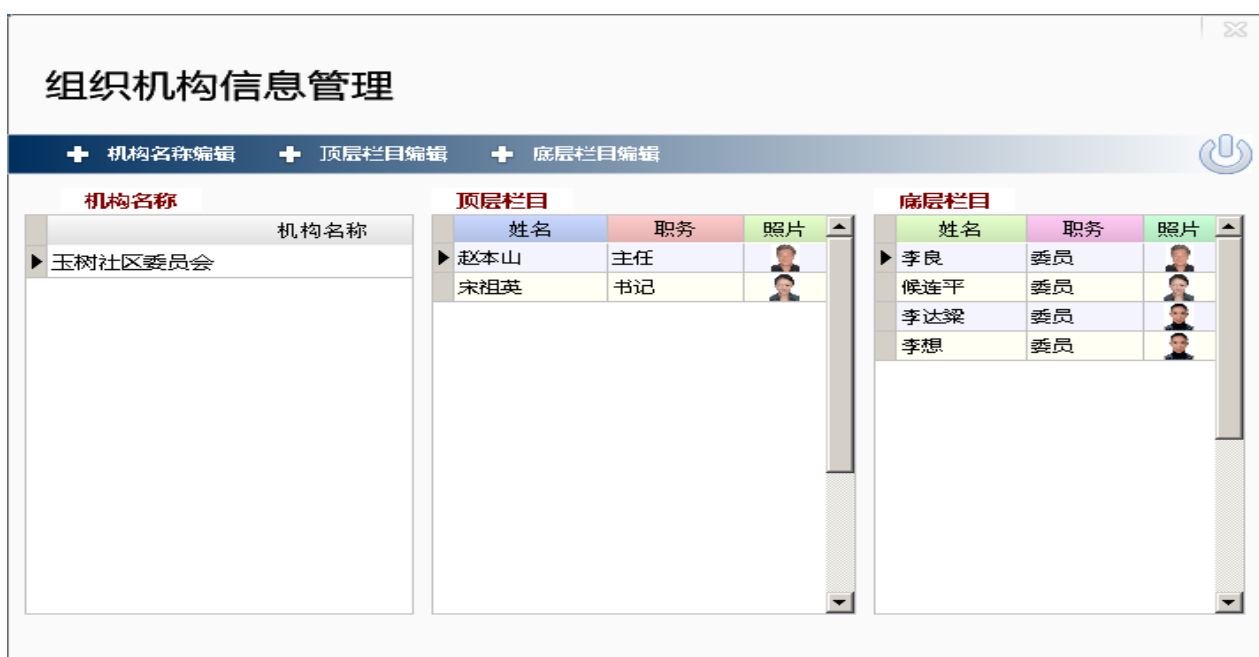 组织机构信息管理
机构名称编辑 顶层栏目编辑 底层栏目编辑
机构名称 顶层栏目 底层栏目
机构名称 姓名 职务 照片 姓名 职务 照片
玉树社区委员会 赵本山 主任 李良 委员
宋祖英 书记 候连平 委员
李达梁 委员
李想 委员